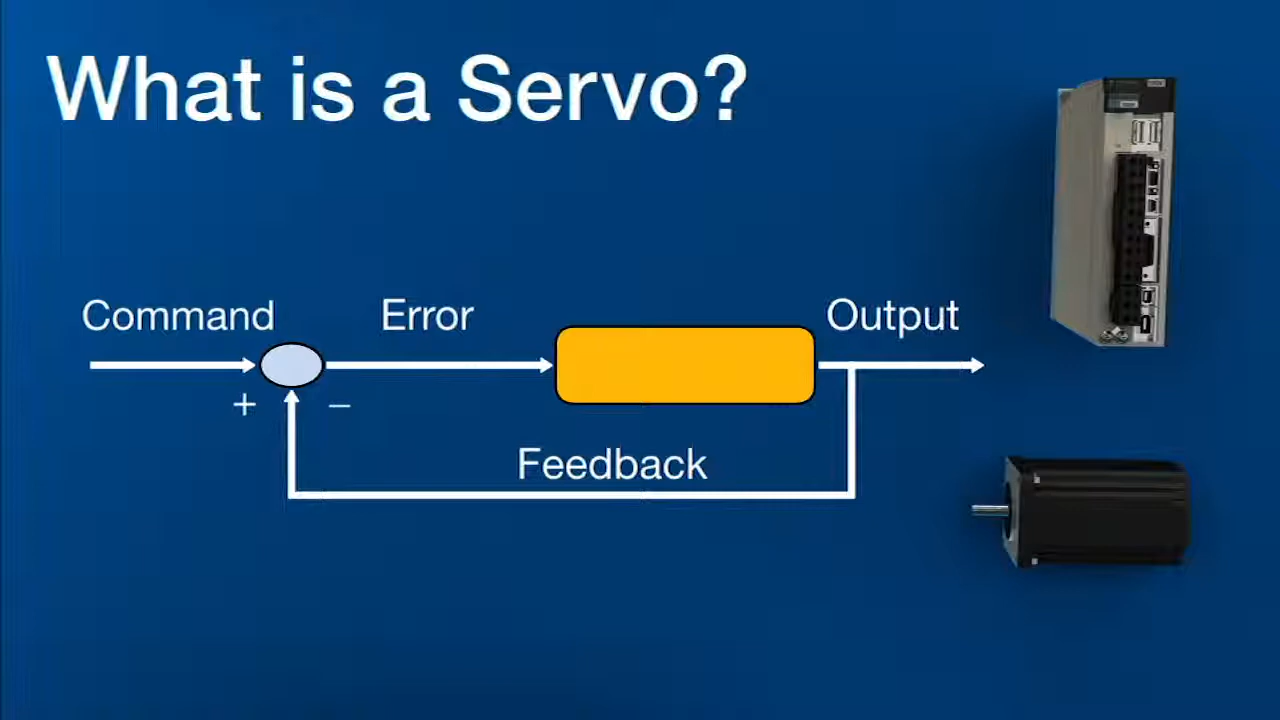 What is a Servo?
Command
Error
Output
+
–
Feedback